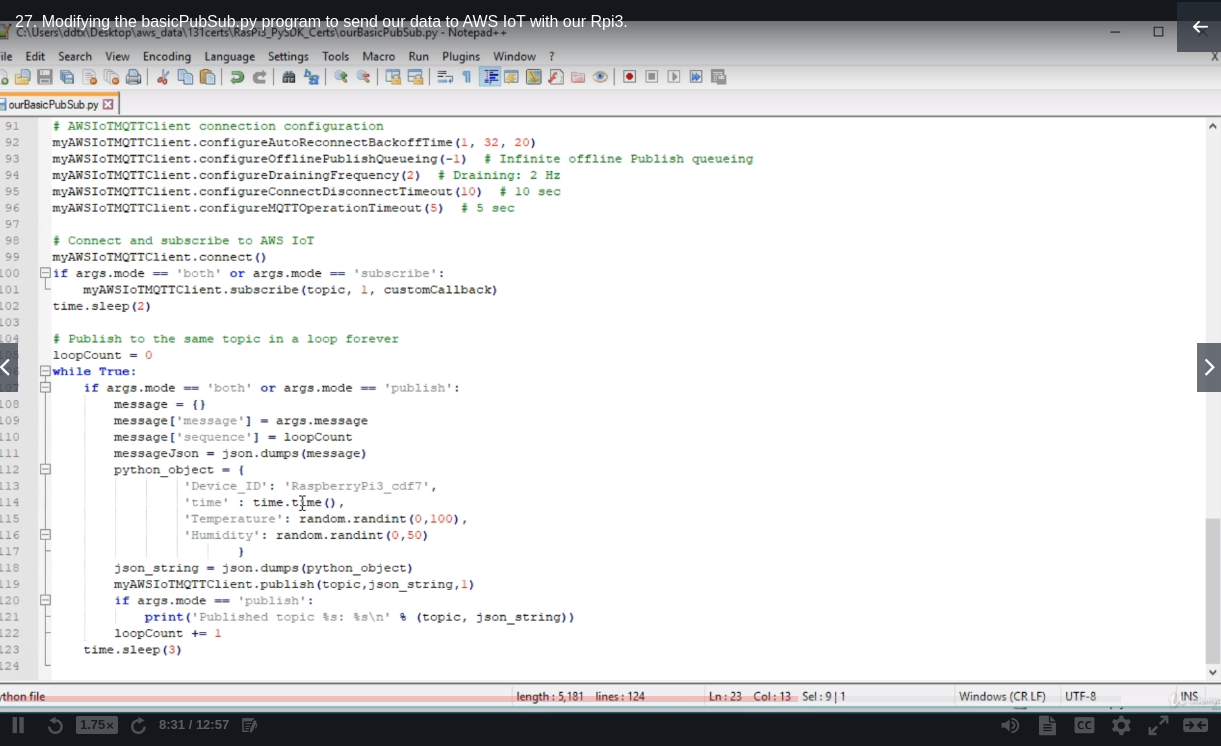 27. Modifying the basicPubSub.py program to send our data to AWS IoT with our Rpi3.
C:\Users\ddtx\Desktop\aws_data\131certs\RasPi3_PySDK_Certs\ourBasicPubSub.py - Notepad++
ile Edit Search View Encoding Language Settings Tools Macro Run Plugins Window ?
X
ourBasicPubSub.py
91 # AWSIoTMQTTClient connection configuration
92 myAWSIoTMQTTClient.configureAutoReconnectBackoffTime(1, 32, 20)
93 myAWSIoTMQTTClient.configureOfflinePublishQueueing(-1)  # Infinite offline Publish queueing
94 myAWSIoTMQTTClient.configureDrainingFrequency(2)  # Draining: 2 Hz
95 myAWSIoTMQTTClient.configureConnectDisconnectTimeout(10)  # 10 sec
96 myAWSIoTMQTTClient.configureMQTTOperationTimeout(5)  # 5 sec
97
98 # Connect and subscribe to AWS IoT
99 myAWSIoTMQTTClient.connect()
100 if args.mode == 'both' or args.mode == 'subscribe':
101     myAWSIoTMQTTClient.subscribe(topic, 1, customCallback)
102 time.sleep(2)
103
104 # Publish to the same topic in a loop forever
105 loopCount = 0
while True:
107     if args.mode == 'both' or args.mode == 'publish':
108         message = {}
109         message['message'] = args.message
110         message['sequence'] = loopCount
111         messageJson = json.dumps(message)
112         python_object = {
113             'Device_ID': 'RaspberryPi3_cdf7',
114             'time' : time.time(),
115             'Temperature': random.randint(0,100),
116             'Humidity': random.randint(0,50)
117                 }
118         json_string = json.dumps(python_object)
119         myAWSIoTMQTTClient.publish(topic,json_string,1)
120         if args.mode == 'publish':
121             print('Published topic %s: %s\n' % (topic, json_string))
122         loopCount += 1
123     time.sleep(3)
124
ython file length : 5,181 lines : 124 Ln : 23 Col : 13 Sel : 9 | 1 Windows (CR LF) UTF-8 INS
1.75× 8:31 / 12:57 CC